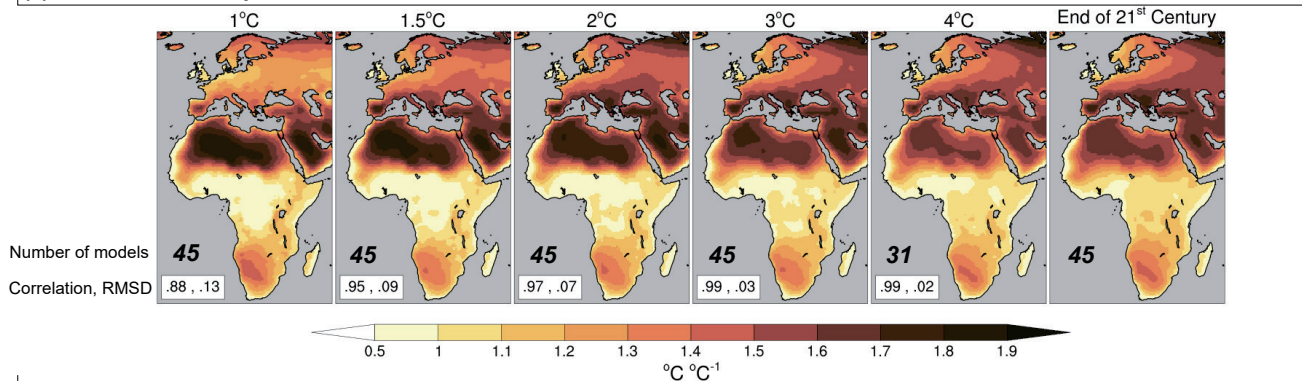 1°C 1.5°C 2°C 3°C 4°C End of 21st Century
Number of models 45 45 45 45 31 45
Correlation, RMSD .88 , .13 .95 , .09 .97 , .07 .99 , .03 .99 , .02
0.5 1 1.1 1.2 1.3 1.4 1.5 1.6 1.7 1.8 1.9
°C °C⁻¹